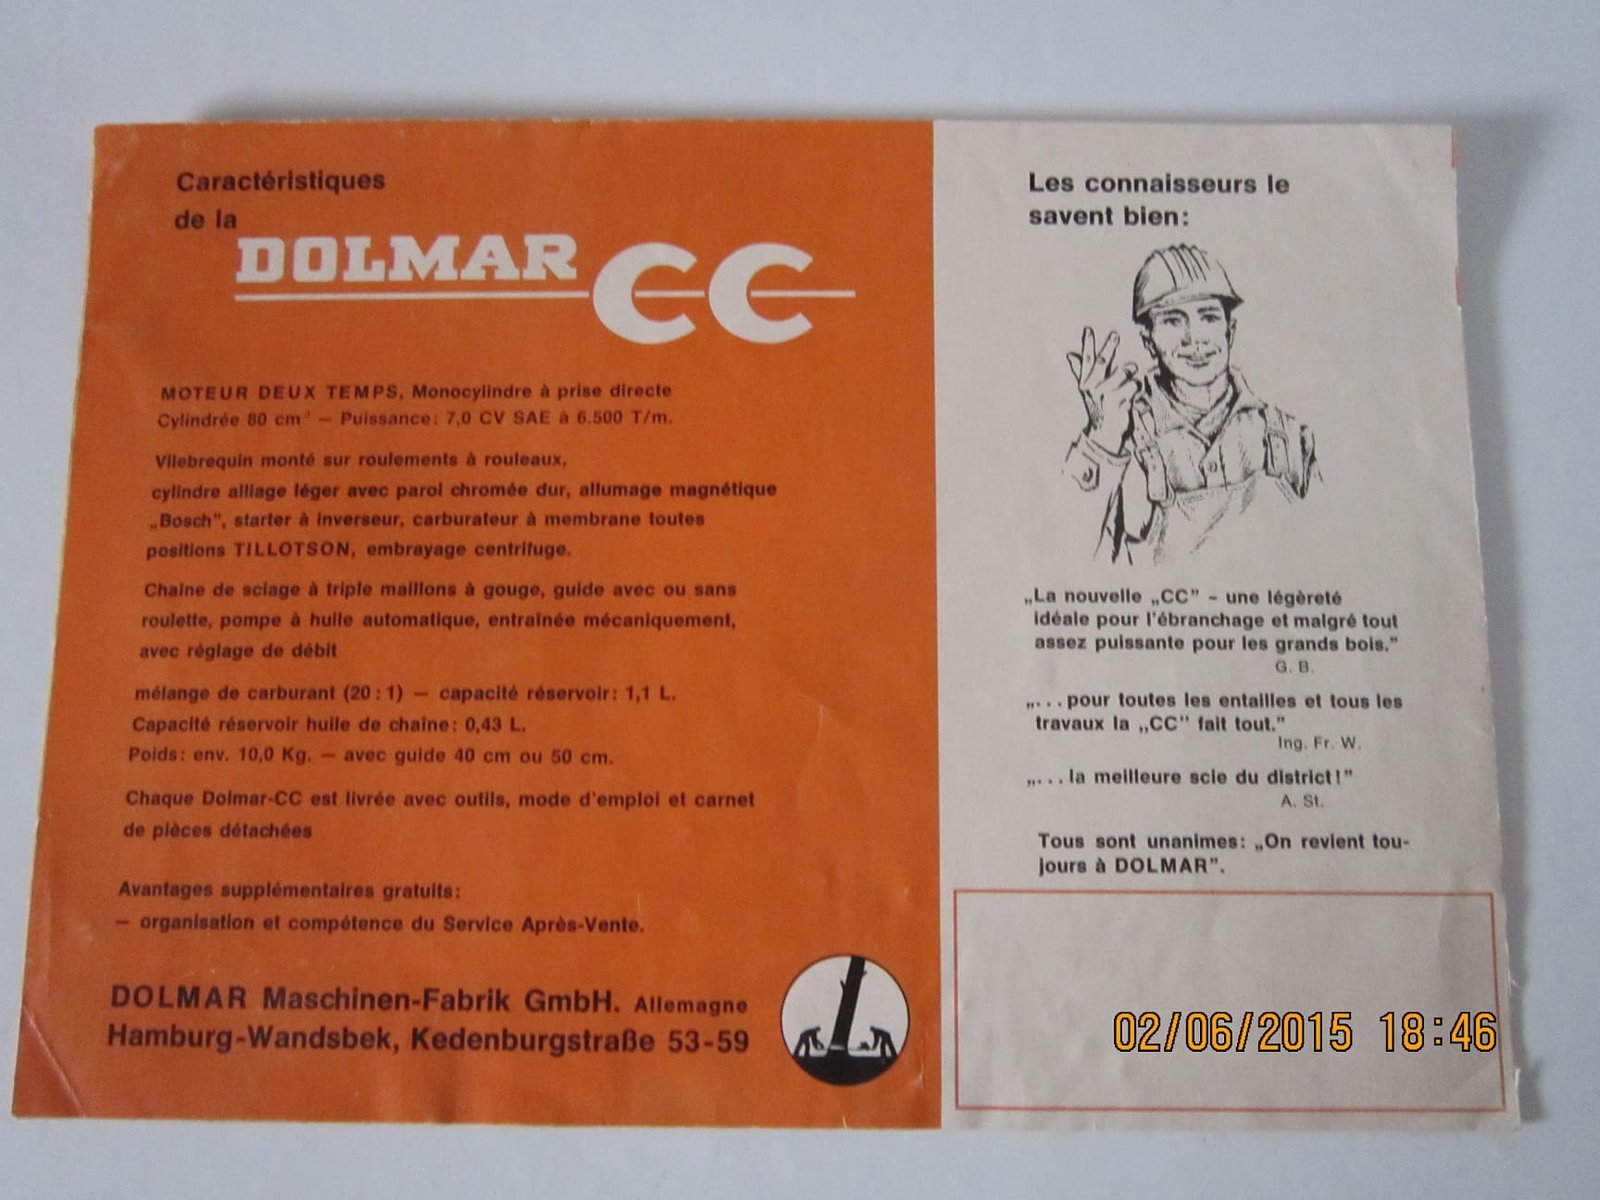 Caractéristiques
de la
DOLMAR CC
MOTEUR DEUX TEMPS, Monocylindre à prise directe
Cylindrée 80 cm³ — Puissance: 7,0 CV SAE à 6.500 T/m.
Vilebrequin monté sur roulements à rouleaux,
cylindre alliage léger avec paroi chromée dur, allumage magnétique
„Bosch”, starter à inverseur, carburateur à membrane toutes
positions TILLOTSON, embrayage centrifuge.
Chaîne de sciage à triple maillons à gouge, guide avec ou sans
roulette, pompe à huile automatique, entraînée mécaniquement,
avec réglage de débit
mélange de carburant (20 : 1) — capacité réservoir: 1,1 L.
Capacité réservoir huile de chaîne: 0,43 L.
Poids: env. 10,0 Kg. — avec guide 40 cm ou 50 cm.
Chaque Dolmar-CC est livrée avec outils, mode d'emploi et carnet
de pièces détachées
Avantages supplémentaires gratuits:
— organisation et compétence du Service Après-Vente.
DOLMAR Maschinen-Fabrik GmbH. Allemagne
Hamburg-Wandsbek, Kedenburgstraße 53-59
Les connaisseurs le
savent bien:
„La nouvelle „CC” - une légèreté
idéale pour l'ébranchage et malgré tout
assez puissante pour les grands bois.”
G. B.
„... pour toutes les entailles et tous les
travaux la „CC” fait tout.”
Ing. Fr. W.
„... la meilleure scie du district!”
A. St.
Tous sont unanimes: „On revient tou-
jours à DOLMAR”.
02/06/2015 18:46